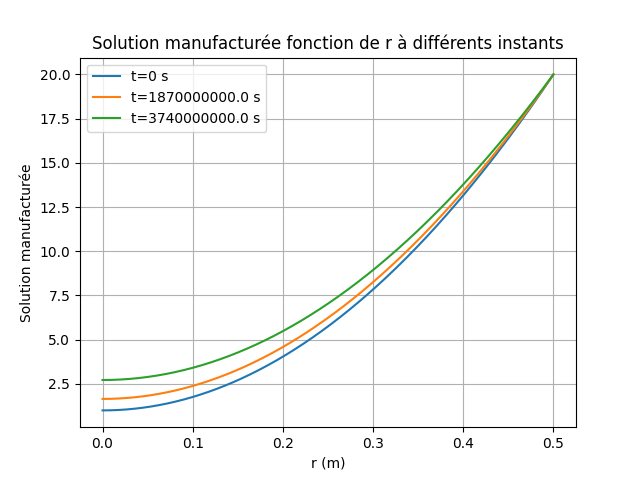 Solution manufacturée fonction de r à différents instants
t=0 s
t=1870000000.0 s
t=3740000000.0 s
Solution manufacturée
20.0
17.5
15.0
12.5
10.0
7.5
5.0
2.5
0.0 0.1 0.2 0.3 0.4 0.5
r (m)